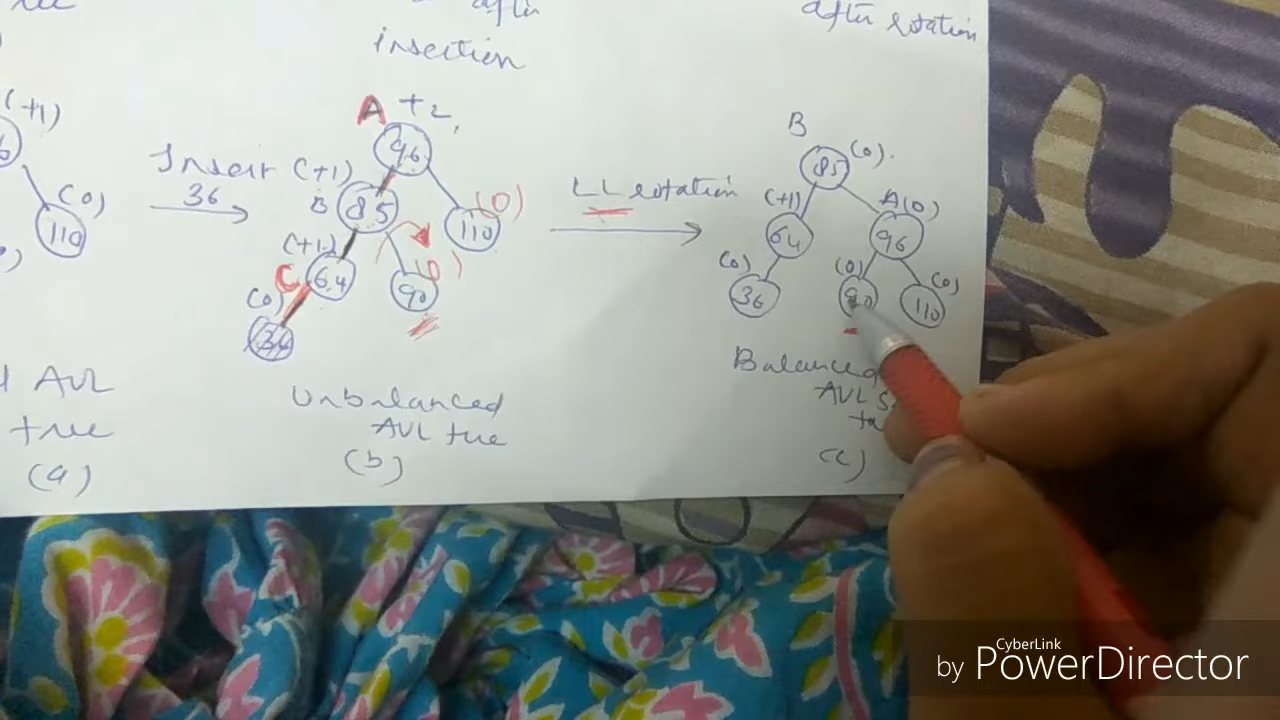 after
after rotation
insertion
(+1)
(0)
110
Insert
36
A +2
96
(+1)
B 85
(0)
110
(+1)
C 64
(0)
90
(0)
36
LL rotation
B
85 (0)
(+1)
64
A(0)
96
(0)
36
(0)
90
(0)
110
AVL
tree
(a)
Unbalanced
AVL tree
(b)
Balanced
AVL
(c)
CyberLink
by PowerDirector